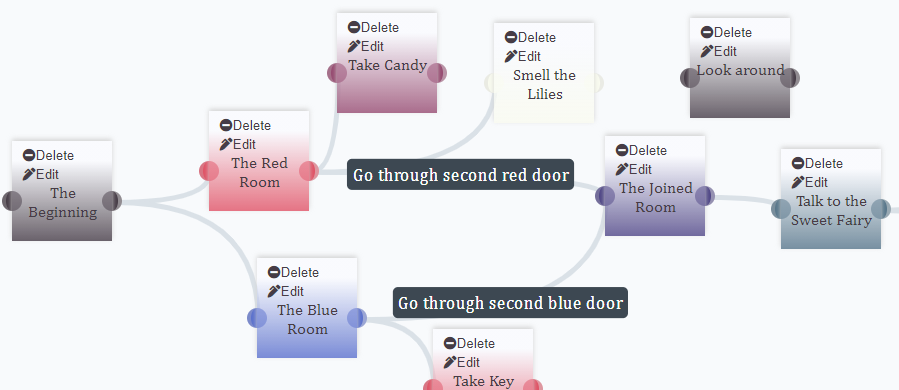 Delete
Edit
Take Candy
Delete
Edit
Smell the
Lilies
Delete
Edit
Look around
Delete
Edit
The Red
Room
Go through second red door
Delete
Edit
The Joined
Room
Delete
Edit
The
Beginning
Delete
Edit
Talk to the
Sweet Fairy
Delete
Edit
The Blue
Room
Go through second blue door
Delete
Edit
Take Key